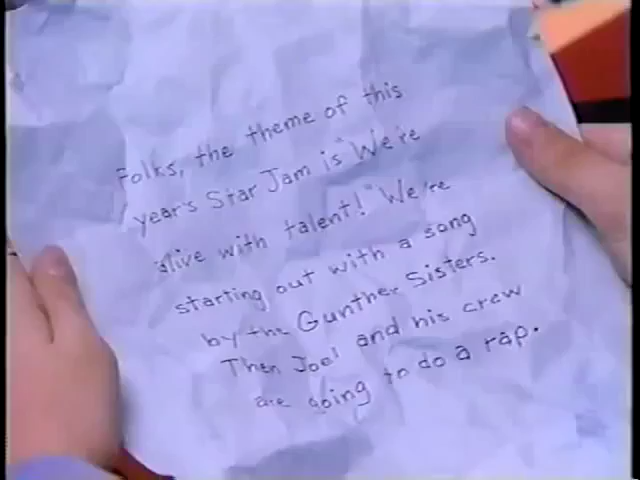 Folks, the theme of this
year's Star Jam is "We're
alive with talent!" We're
starting out with a song
by the Gunther Sisters.
Then Joel and his crew
are going to do a rap.